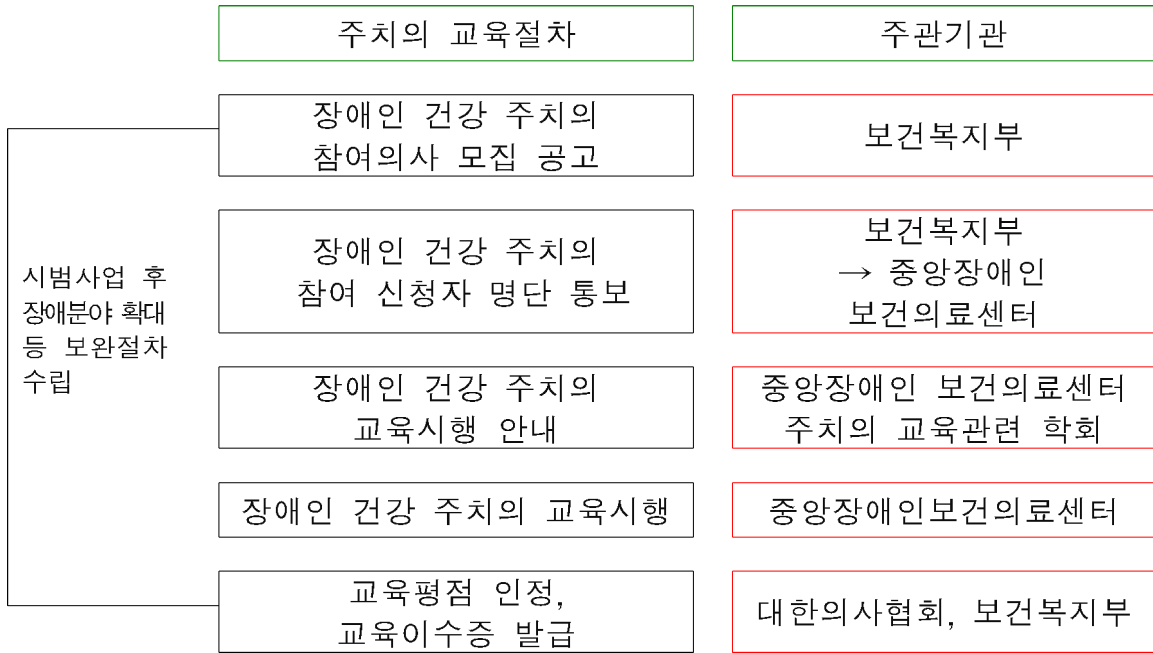 주치의 교육절차
주관기관
장애인 건강 주치의
참여의사 모집 공고
보건복지부
장애인 건강 주치의
참여 신청자 명단 통보
보건복지부
→ 중앙장애인
보건의료센터
시범사업 후
장애분야 확대
등 보완절차
수립
장애인 건강 주치의
교육시행 안내
중앙장애인 보건의료센터
주치의 교육관련 학회
장애인 건강 주치의 교육시행
중앙장애인보건의료센터
교육평점 인정,
교육이수증 발급
대한의사협회, 보건복지부